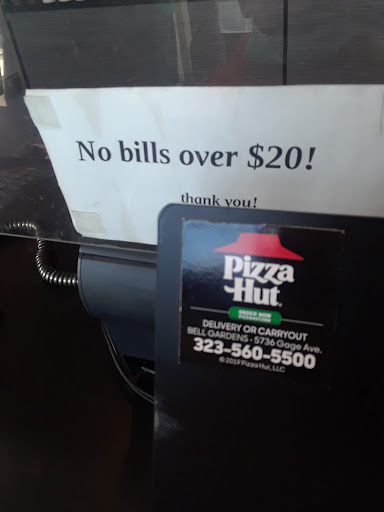 No bills over $20!
thank you!
Pizza
Hut
ORDER NOW
DELIVERY OR CARRYOUT
BELL GARDENS • 5736 Gage Ave.
323-560-5500
© 2019 Pizza Hut, LLC